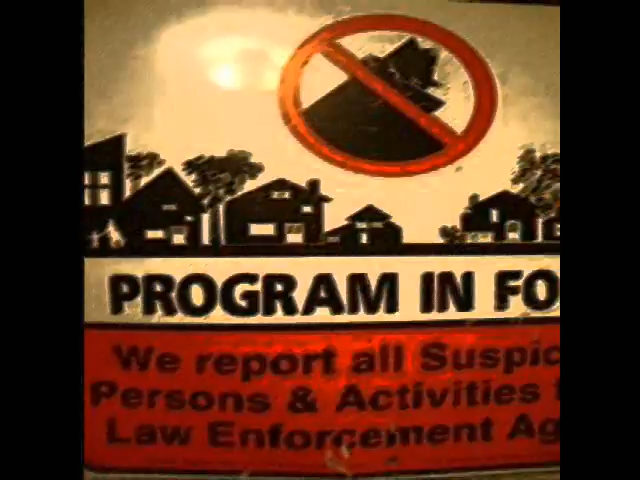 PROGRAM IN FO
We report all Suspic
Persons & Activities
Law Enforcement Ag